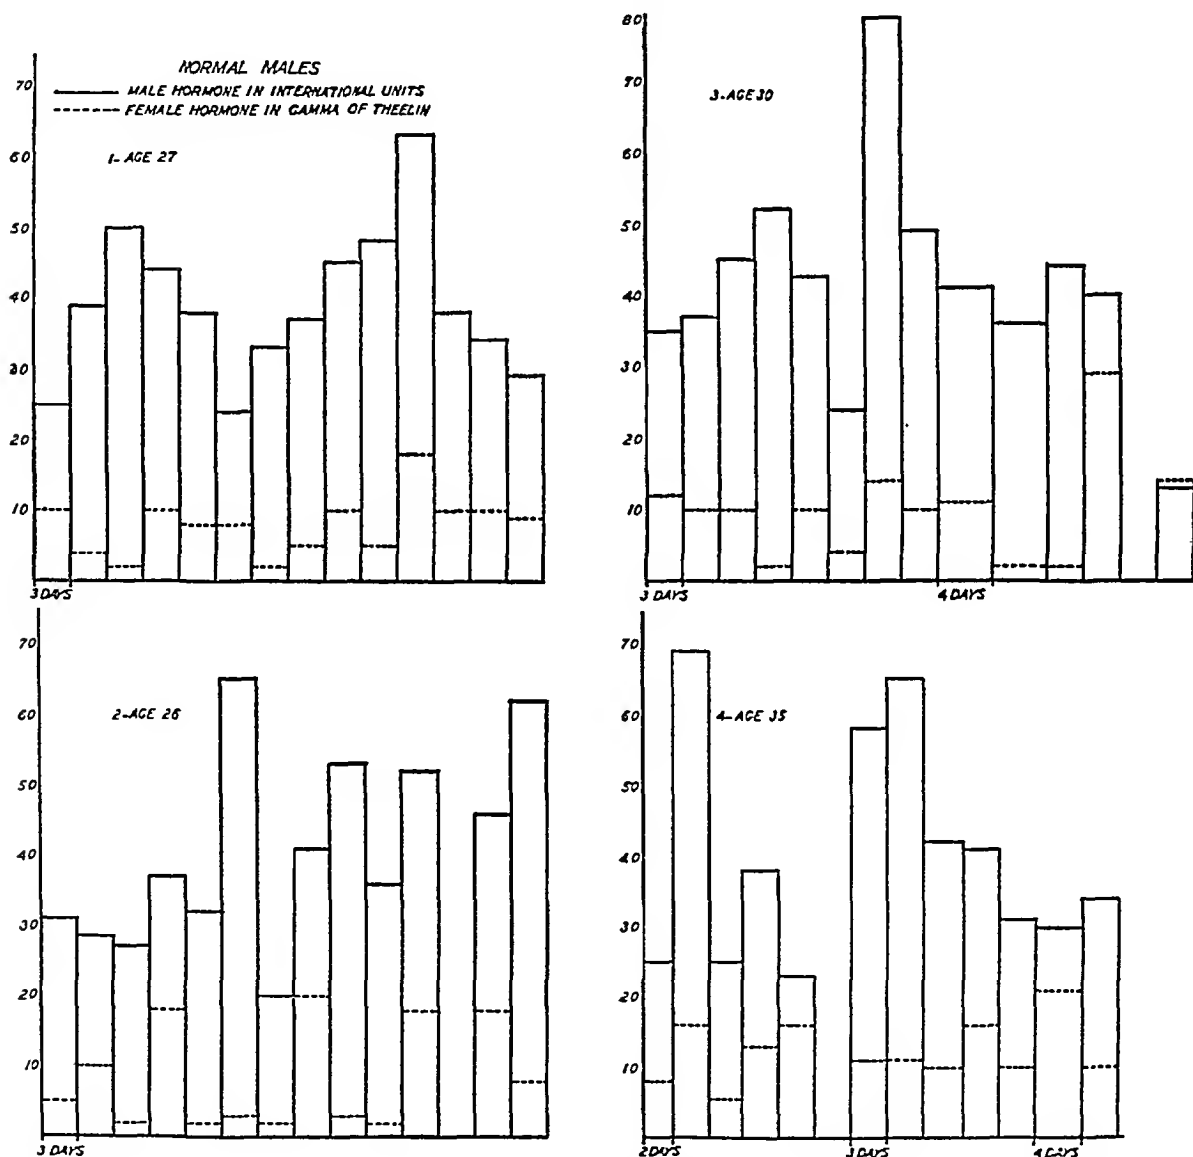 NORMAL MALES
MALE HORMONE IN INTERNATIONAL UNITS
FEMALE HORMONE IN GAMMA OF THEELIN
1-AGE 27
70
60
50
40
30
20
10
3 DAYS
3-AGE 30
80
70
60
50
40
30
20
10
3 DAYS
4 DAYS
2-AGE 26
70
60
50
40
30
20
10
3 DAYS
4-AGE 35
70
60
50
40
30
20
10
2 DAYS
3 DAYS
4 DAYS